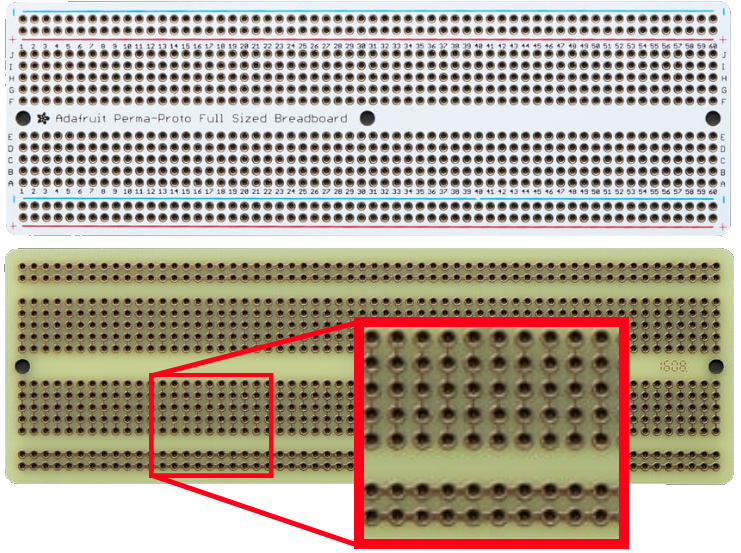 -
+
1 2 3 4 5 6 7 8 9 10 11 12 13 14 15 16 17 18 19 20 21 22 23 24 25 26 27 28 29 30 31 32 33 34 35 36 37 38 39 40 41 42 43 44 45 46 47 48 49 50 51 52 53 54 55 56 57 58 59 60
J J
I I
H H
G G
F F
Adafruit Perma-Proto Full Sized Breadboard
E E
D D
C C
B B
A A
1 2 3 4 5 6 7 8 9 10 11 12 13 14 15 16 17 18 19 20 21 22 23 24 25 26 27 28 29 30 31 32 33 34 35 36 37 38 39 40 41 42 43 44 45 46 47 48 49 50 51 52 53 54 55 56 57 58 59 60
-
+ +
1608